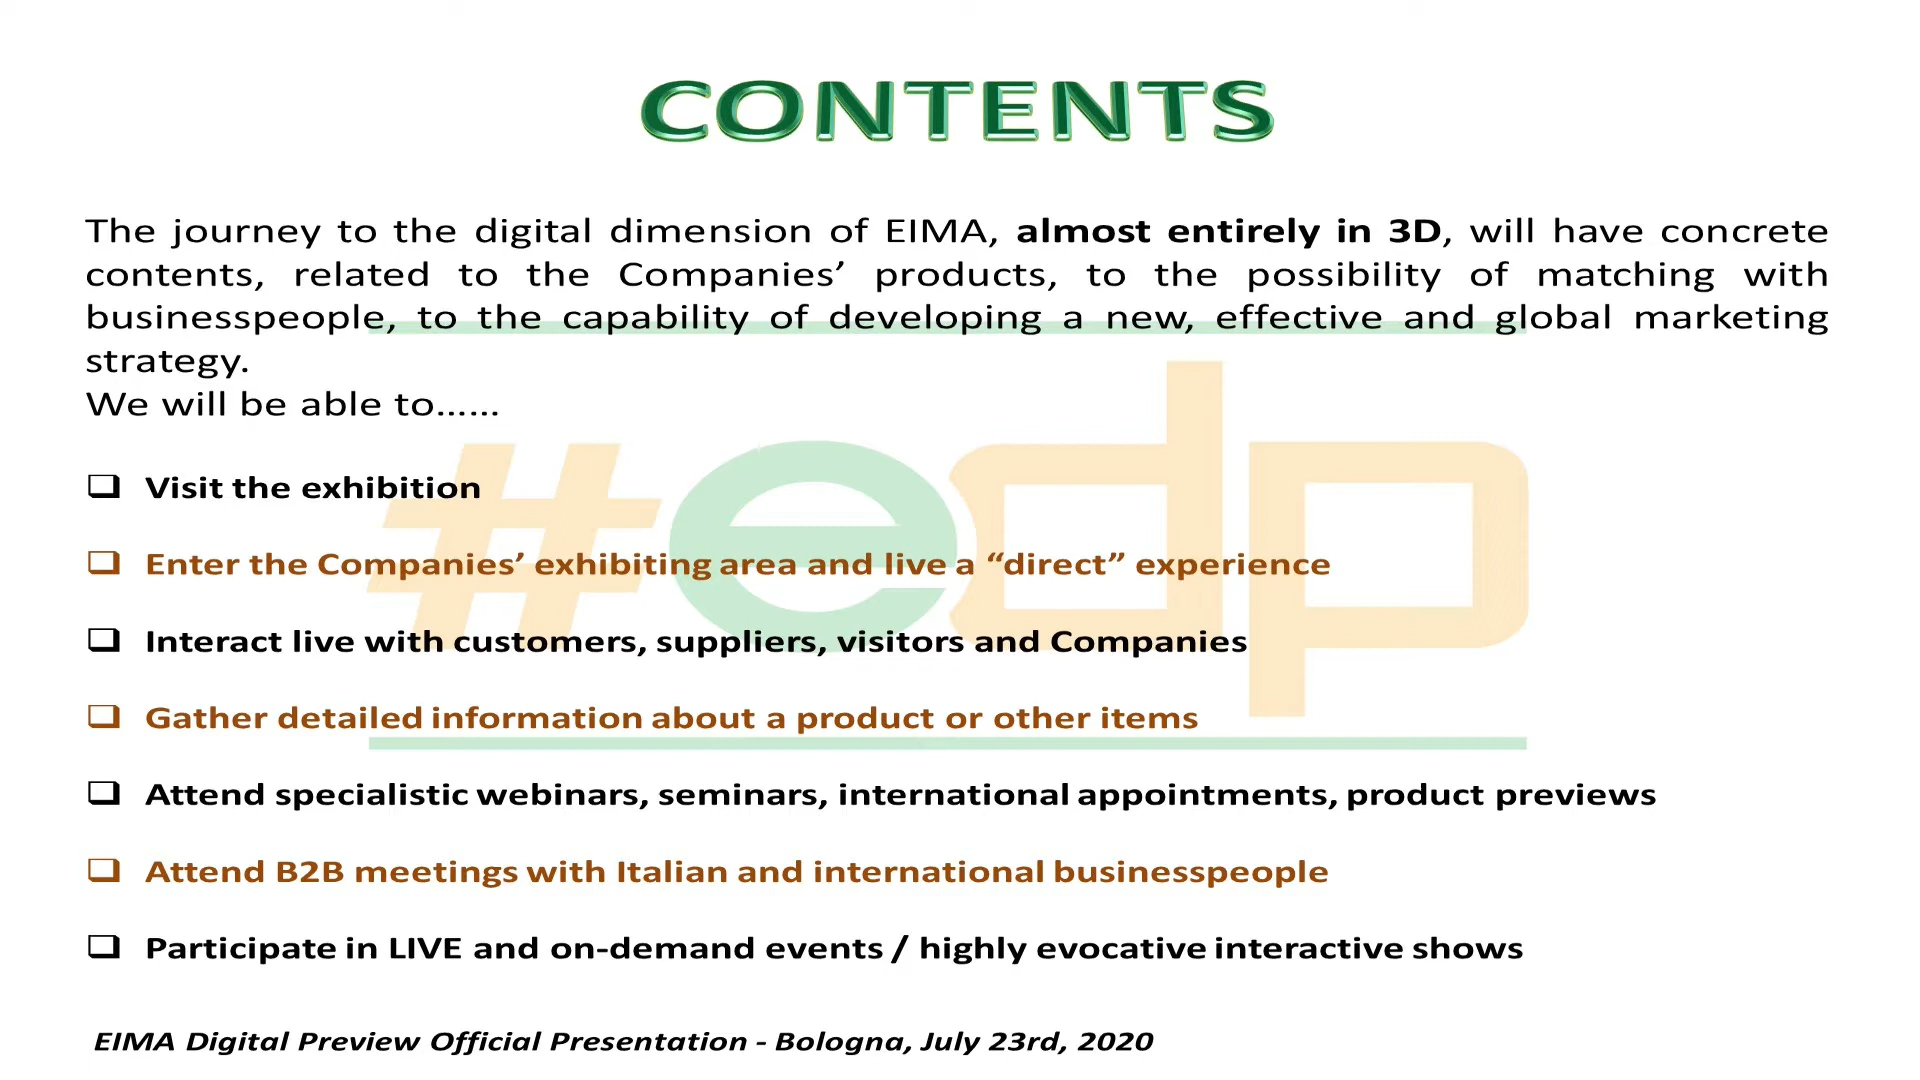 CONTENTS
The journey to the digital dimension of EIMA, almost entirely in 3D, will have concrete
contents, related to the Companies’ products, to the possibility of matching with
businesspeople, to the capability of developing a new, effective and global marketing
strategy.
We will be able to……
#edp
Visit the exhibition
Enter the Companies’ exhibiting area and live a “direct” experience
Interact live with customers, suppliers, visitors and Companies
Gather detailed information about a product or other items
Attend specialistic webinars, seminars, international appointments, product previews
Attend B2B meetings with Italian and international businesspeople
Participate in LIVE and on-demand events / highly evocative interactive shows
EIMA Digital Preview Official Presentation - Bologna, July 23rd, 2020